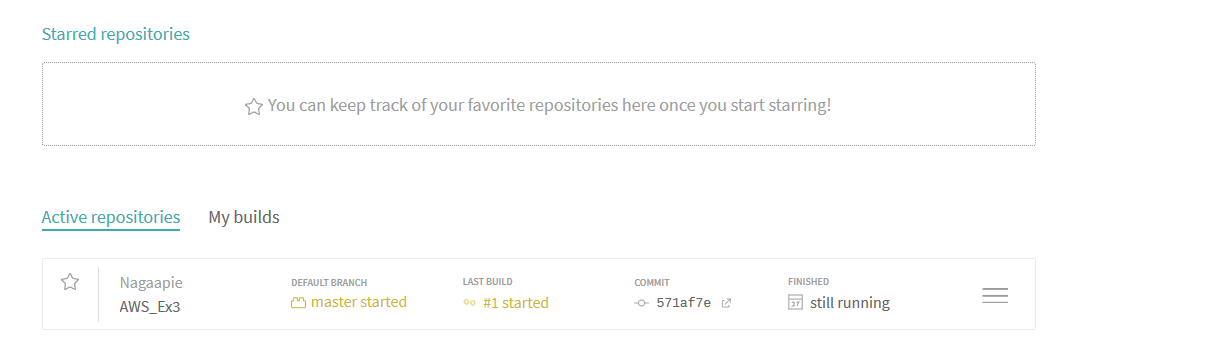 Starred repositories
You can keep track of your favorite repositories here once you start starring!
Active repositories My builds
Nagaapie DEFAULT BRANCH LAST BUILD COMMIT FINISHED
AWS_Ex3 master started #1 started 571af7e 27 still running